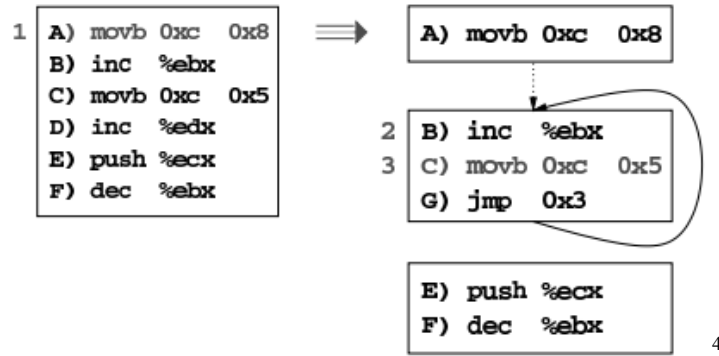 1
A) movb 0xc 0x8
B) inc %ebx
C) movb 0xc 0x5
D) inc %edx
E) push %ecx
F) dec %ebx
A) movb 0xc 0x8
2 B) inc %ebx
3 C) movb 0xc 0x5
G) jmp 0x3
E) push %ecx
F) dec %ebx
4